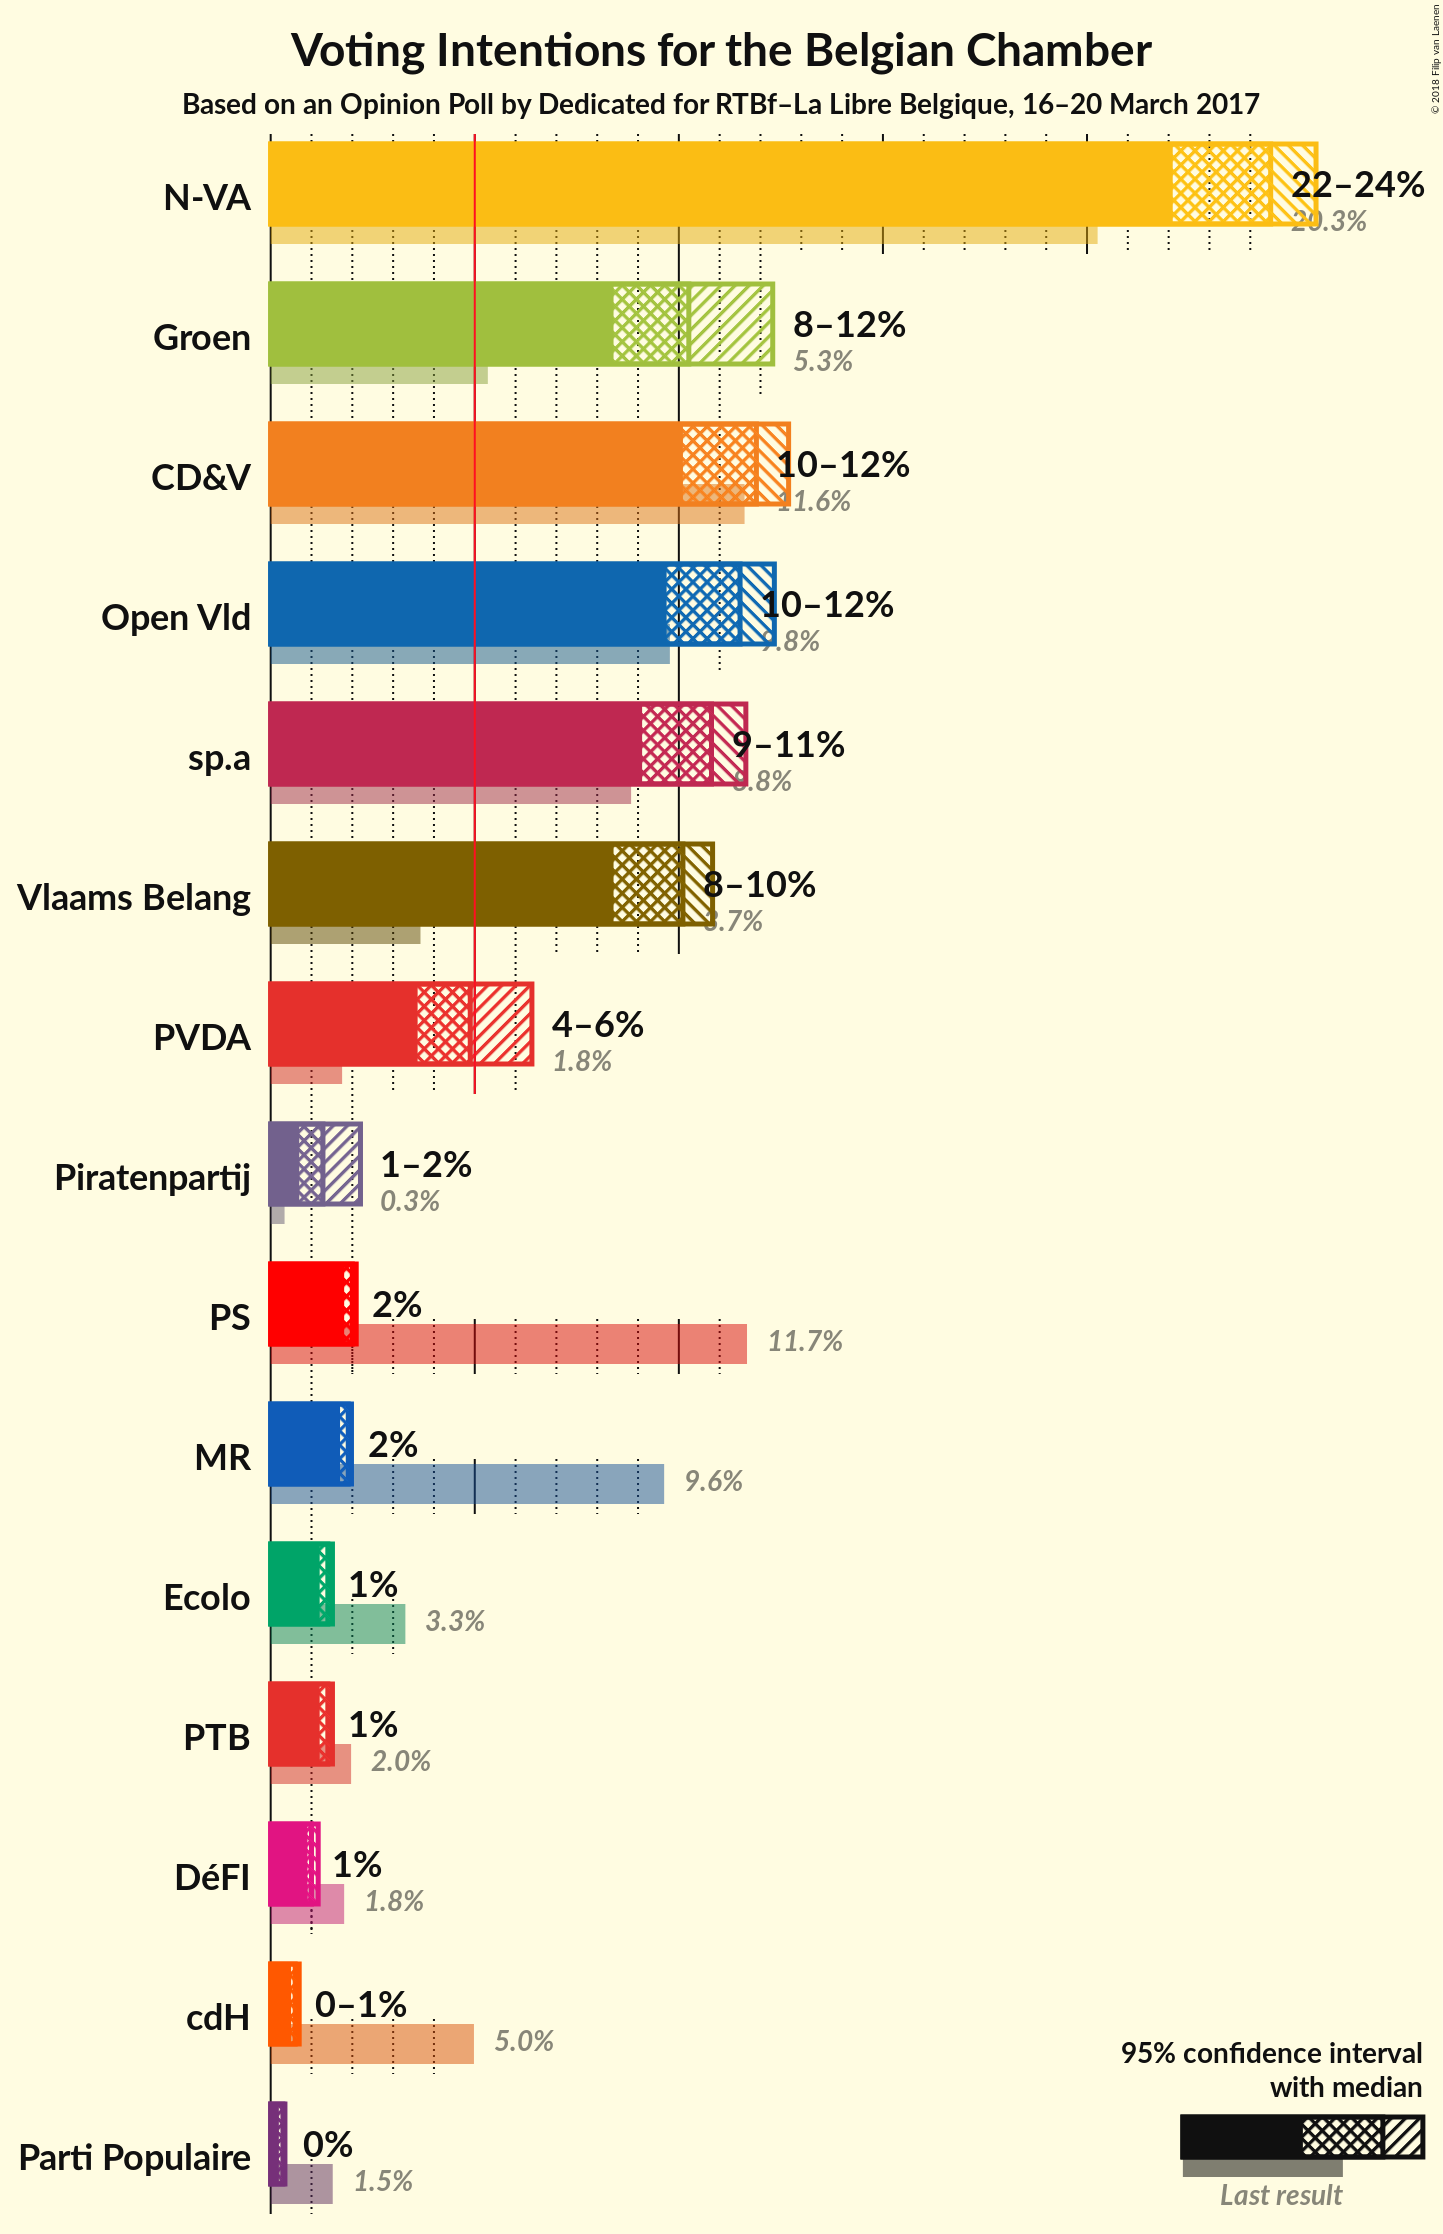 © 2018 Filip van Laenen
Voting Intentions for the Belgian Chamber
Based on an Opinion Poll by Dedicated for RTBf–La Libre Belgique, 16–20 March 2017
N-VA
22–24%
20.3%
Groen
8–12%
5.3%
CD&V
10–12%
11.6%
Open Vld
10–12%
9.8%
sp.a
9–11%
8.8%
Vlaams Belang
8–10%
3.7%
PVDA
4–6%
1.8%
Piratenpartij
1–2%
0.3%
PS
2%
11.7%
MR
2%
9.6%
Ecolo
1%
3.3%
PTB
1%
2.0%
DéFI
1%
1.8%
cdH
0–1%
5.0%
Parti Populaire
0%
1.5%
95% confidence interval
with median
Last result